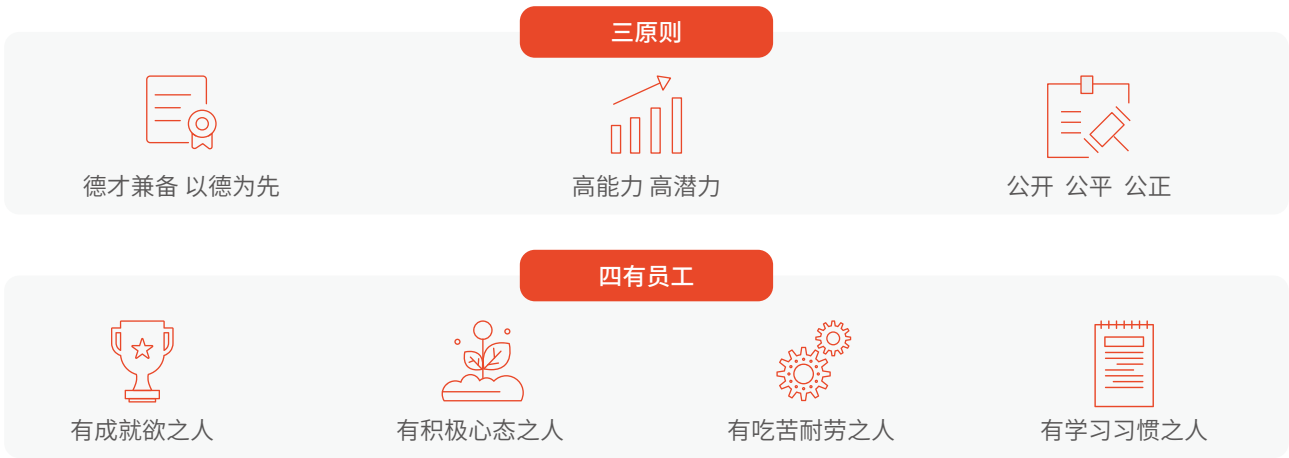 三原则
德才兼备 以德为先
高能力 高潜力
公开 公平 公正
四有员工
有成就欲之人
有积极心态之人
有吃苦耐劳之人
有学习习惯之人